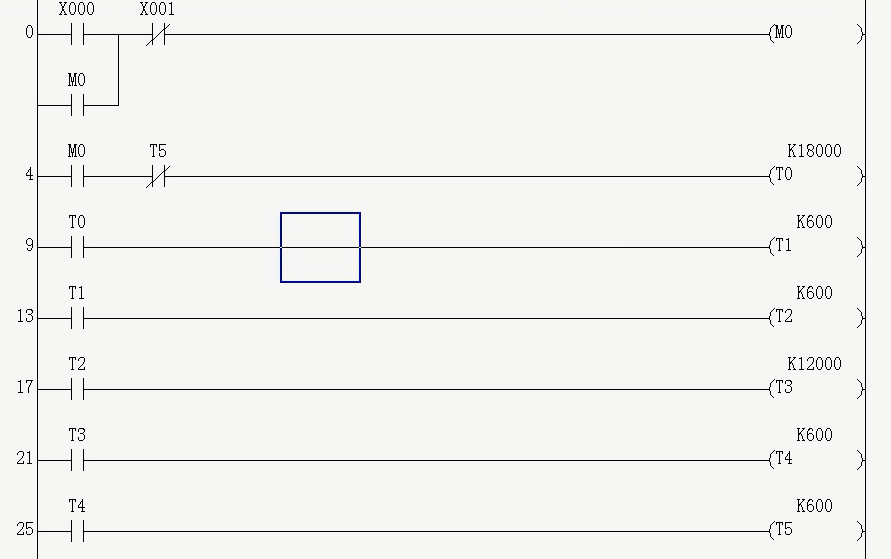 X000 X001
0 (M0 )
M0
M0 T5 K18000
4 (T0 )
T0 K600
9 (T1 )
T1 K600
13 (T2 )
T2 K12000
17 (T3 )
T3 K600
21 (T4 )
T4 K600
25 (T5 )